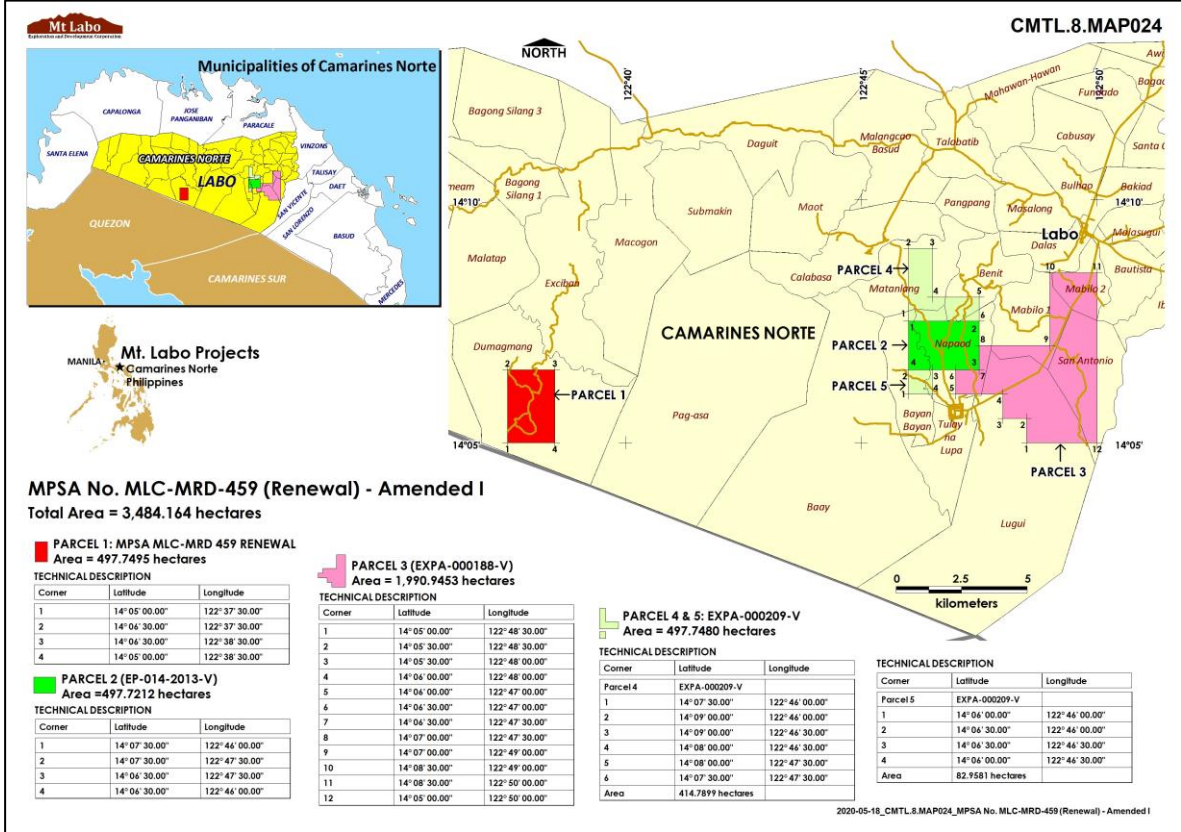 Mt Labo
Exploration and Development Corporation
CMTL.8.MAP024
NORTH
Municipalities of Camarines Norte
CAPALONGA
JOSE
PANGANIBAN
PARACALE
SANTA ELENA
CAMARINES NORTE
VINZONS
LABO
TALISAY
DAET
SAN VICENTE
SAN LORENZO
BASUD
QUEZON
CAMARINES SUR
MERCEDES
MANILA
Mt. Labo Projects
Camarines Norte
Philippines
122°40'
122°45'
122°50'
14°10'
14°10'
14°05'
14°05'
Bagong Silang 3
Bagong
Silang 1
Malatap
Macogon
Exciban
Dumagmang
Submakin
Daguit
Malangcao
Basud
Talabatib
Mahawan-Hawan
Fundado
Cabusay
Bulhao
Bakiad
Pangpang
Masalong
Malasugui
Maot
Labo
Dalas
Bautista
Calabasa
Matanlang
Benit
Mabilo 1
Mabilo 2
CAMARINES NORTE
Napaod
San Antonio
Pag-asa
Bayan
Bayan
Tulay
na
Lupa
Baay
Lugui
PARCEL 4
PARCEL 2
PARCEL 5
PARCEL 1
PARCEL 3
0 2.5 5
kilometers
MPSA No. MLC-MRD-459 (Renewal) - Amended I
Total Area = 3,484.164 hectares
PARCEL 1: MPSA MLC-MRD 459 RENEWAL
Area = 497.7495 hectares
TECHNICAL DESCRIPTION
Corner Latitude Longitude
1 14° 05' 00.00" 122° 37' 30.00"
2 14° 06' 30.00" 122° 37' 30.00"
3 14° 06' 30.00" 122° 38' 30.00"
4 14° 05' 00.00" 122° 38' 30.00"
PARCEL 2 (EP-014-2013-V)
Area =497.7212 hectares
TECHNICAL DESCRIPTION
Corner Latitude Longitude
1 14° 07' 30.00" 122° 46' 00.00"
2 14° 07' 30.00" 122° 47' 30.00"
3 14° 06' 30.00" 122° 47' 30.00"
4 14° 06' 30.00" 122° 46' 00.00"
PARCEL 3 (EXPA-000188-V)
Area = 1,990.9453 hectares
TECHNICAL DESCRIPTION
Corner Latitude Longitude
1 14° 05' 00.00" 122° 48' 30.00"
2 14° 05' 30.00" 122° 48' 30.00"
3 14° 05' 30.00" 122° 48' 00.00"
4 14° 06' 00.00" 122° 48' 00.00"
5 14° 06' 00.00" 122° 47' 00.00"
6 14° 06' 30.00" 122° 47' 00.00"
7 14° 06' 30.00" 122° 47' 30.00"
8 14° 07' 00.00" 122° 47' 30.00"
9 14° 07' 00.00" 122° 49' 00.00"
10 14° 08' 30.00" 122° 49' 00.00"
11 14° 08' 30.00" 122° 50' 00.00"
12 14° 05' 00.00" 122° 50' 00.00"
PARCEL 4 & 5: EXPA-000209-V
Area = 497.7480 hectares
TECHNICAL DESCRIPTION
Corner Latitude Longitude
Parcel 4 EXPA-000209-V
1 14° 07' 30.00" 122° 46' 00.00"
2 14° 09' 00.00" 122° 46' 00.00"
3 14° 09' 00.00" 122° 46' 30.00"
4 14° 08' 00.00" 122° 46' 30.00"
5 14° 08' 00.00" 122° 47' 30.00"
6 14° 07' 30.00" 122° 47' 30.00"
Area 414.7899 hectares
TECHNICAL DESCRIPTION
Corner Latitude Longitude
Parcel 5 EXPA-000209-V
1 14° 06' 00.00" 122° 46' 00.00"
2 14° 06' 30.00" 122° 46' 00.00"
3 14° 06' 30.00" 122° 46' 30.00"
4 14° 06' 00.00" 122° 46' 30.00"
Area 82.9581 hectares
2020-05-18_CMTL.8.MAP024_MPSA No. MLC-MRD-459 (Renewal) - Amended I